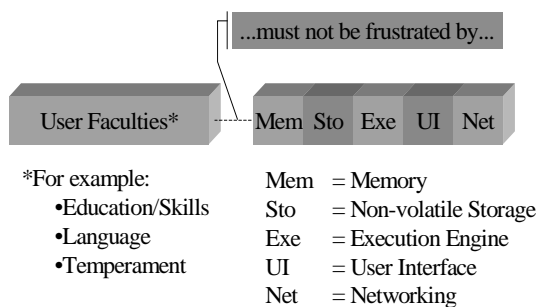 ...must not be frustrated by...
User Faculties*
Mem Sto Exe UI Net
*For example:
•Education/Skills
•Language
•Temperament
Mem = Memory
Sto = Non-volatile Storage
Exe = Execution Engine
UI = User Interface
Net = Networking